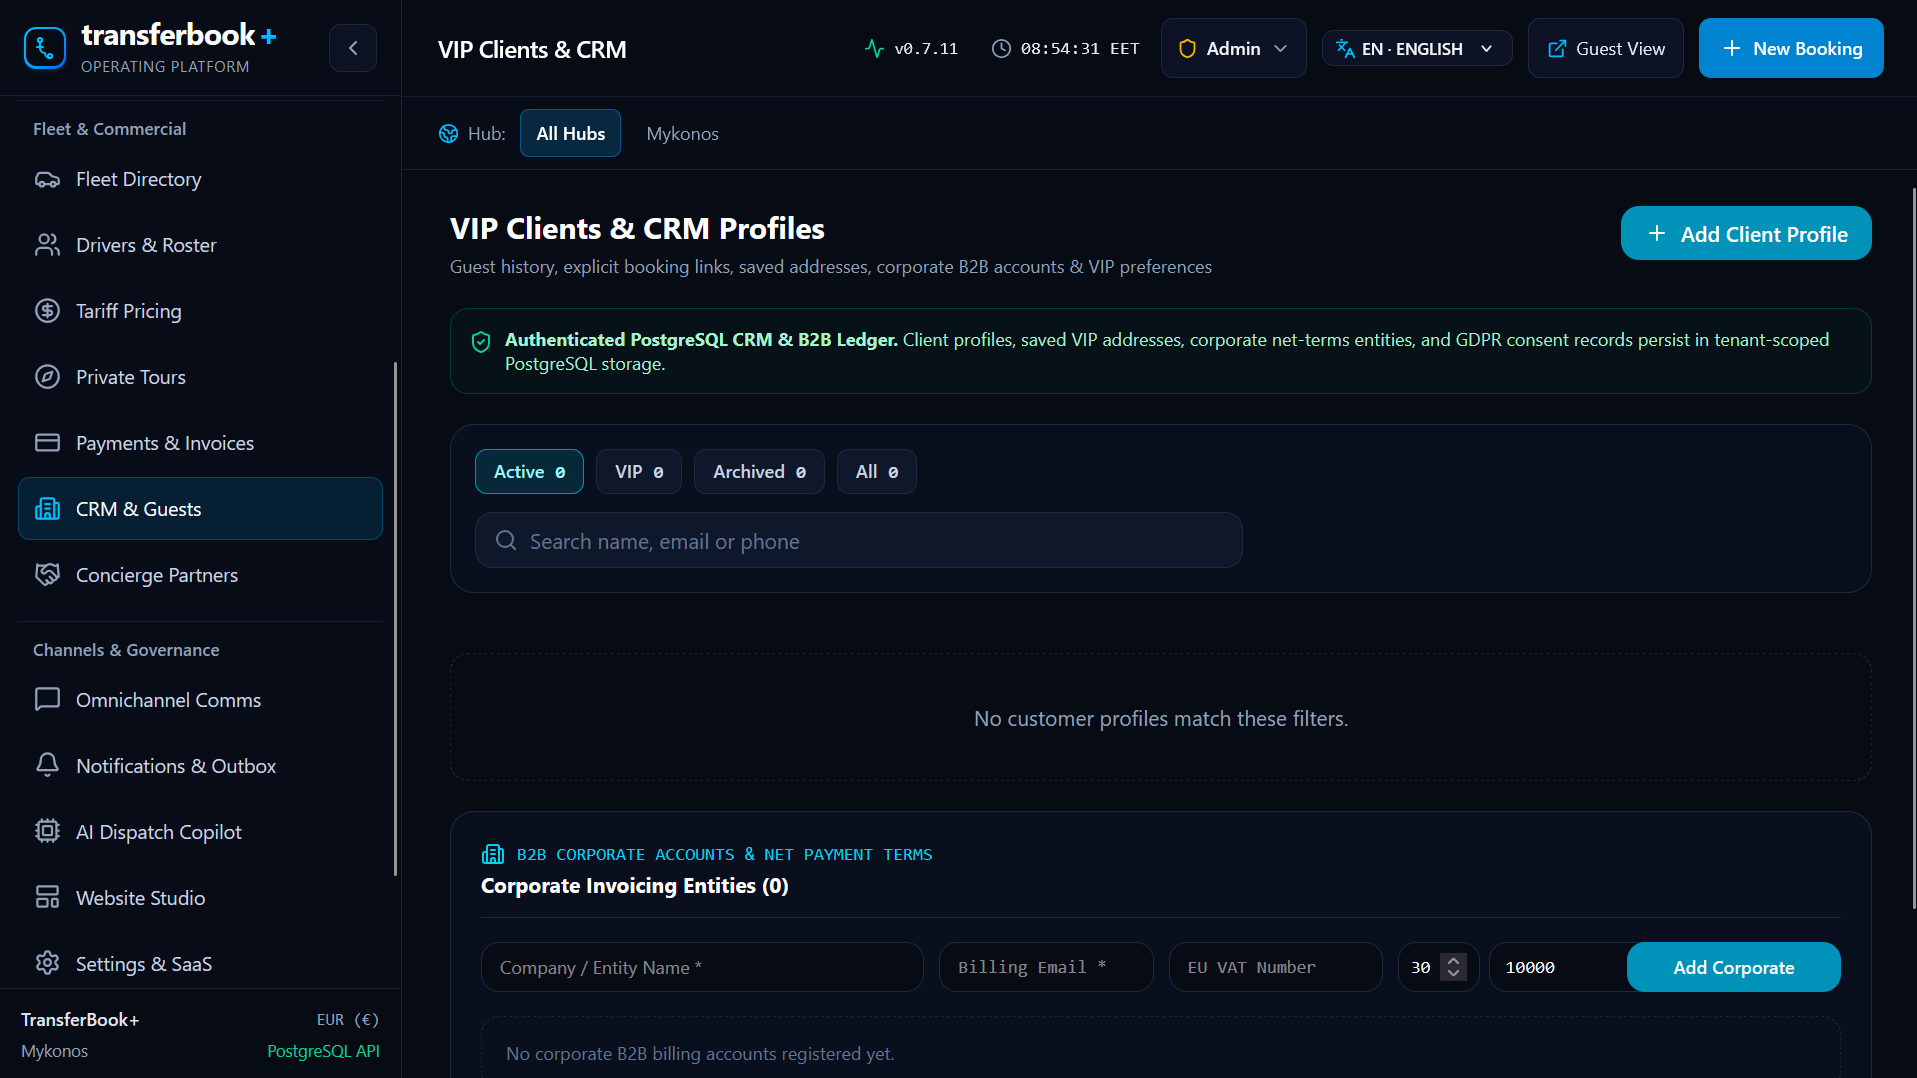 transferbook +
OPERATING PLATFORM
VIP Clients & CRM
v0.7.11
08:54:31 EET
Admin
EN · ENGLISH
Guest View
New Booking
Hub:
All Hubs
Mykonos
Fleet & Commercial
Fleet Directory
Drivers & Roster
Tariff Pricing
Private Tours
Payments & Invoices
CRM & Guests
Concierge Partners
Channels & Governance
Omnichannel Comms
Notifications & Outbox
AI Dispatch Copilot
Website Studio
Settings & SaaS
TransferBook+
EUR (€)
Mykonos
PostgreSQL API
VIP Clients & CRM Profiles
Guest history, explicit booking links, saved addresses, corporate B2B accounts & VIP preferences
Add Client Profile
Authenticated PostgreSQL CRM & B2B Ledger. Client profiles, saved VIP addresses, corporate net-terms entities, and GDPR consent records persist in tenant-scoped
PostgreSQL storage.
Active 0
VIP 0
Archived 0
All 0
Search name, email or phone
No customer profiles match these filters.
B2B CORPORATE ACCOUNTS & NET PAYMENT TERMS
Corporate Invoicing Entities (0)
Company / Entity Name *
Billing Email *
EU VAT Number
30
10000
Add Corporate
No corporate B2B billing accounts registered yet.